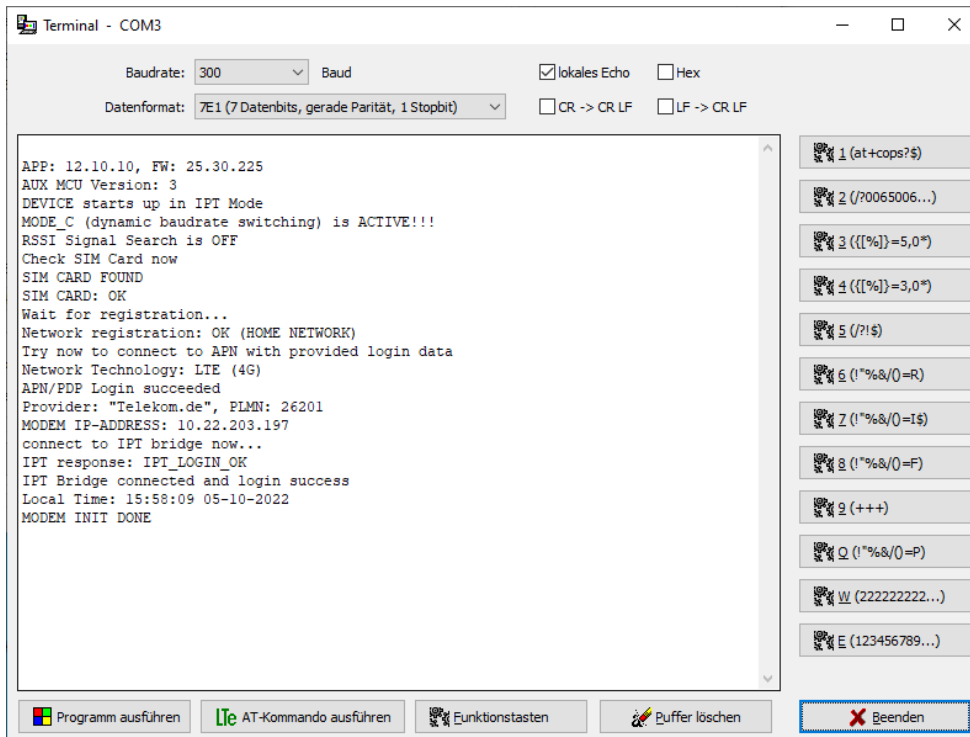 Terminal - COM3
Baudrate: 300 Baud lokales Echo Hex
Datenformat: 7E1 (7 Datenbits, gerade Parität, 1 Stopbit) CR -> CR LF LF -> CR LF
APP: 12.10.10, FW: 25.30.225
AUX MCU Version: 3
DEVICE starts up in IPT Mode
MODE_C (dynamic baudrate switching) is ACTIVE!!!
RSSI Signal Search is OFF
Check SIM Card now
SIM CARD FOUND
SIM CARD: OK
Wait for registration...
Network registration: OK (HOME NETWORK)
Try now to connect to APN with provided login data
Network Technology: LTE (4G)
APN/PDP Login succeeded
Provider: "Telekom.de", PLMN: 26201
MODEM IP-ADDRESS: 10.22.203.197
connect to IPT bridge now...
IPT response: IPT_LOGIN_OK
IPT Bridge connected and login success
Local Time: 15:58:09 05-10-2022
MODEM INIT DONE
1 (at+cops?$)
2 (/?0065006...)
3 ({[%]}=5,0*)
4 ({[%]}=3,0*)
5 (/?!$)
6 (!"%&/()=R)
7 (!"%&/()=I$)
8 (!"%&/()=F)
9 (+++)
Q (!"%&/()=P)
W (222222222...)
E (123456789...)
Programm ausführen LTe AT-Kommando ausführen Funktionstasten Puffer löschen Beenden